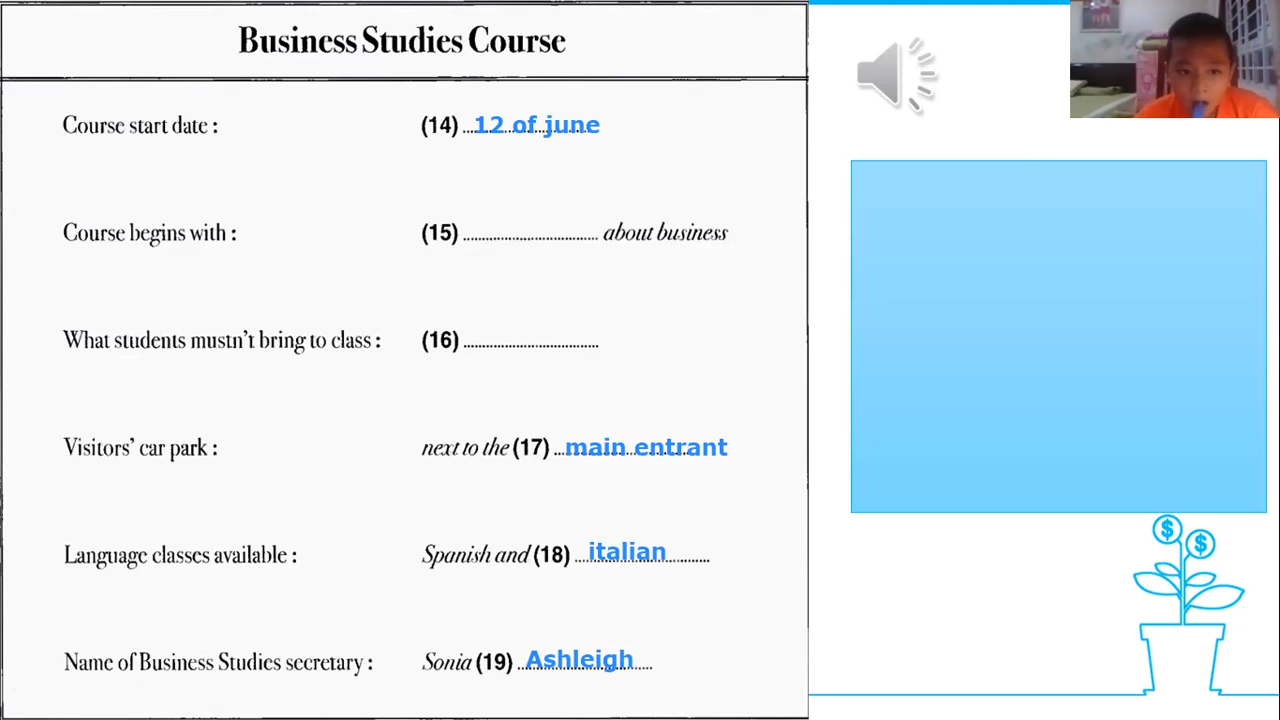 Business Studies Course
Course start date : (14) 12 of june
Course begins with : (15) .................................. about business
What students mustn't bring to class : (16) ..................................
Visitors' car park : next to the (17) main entrant
Language classes available : Spanish and (18) italian
Name of Business Studies secretary : Sonia (19) Ashleigh
$ $